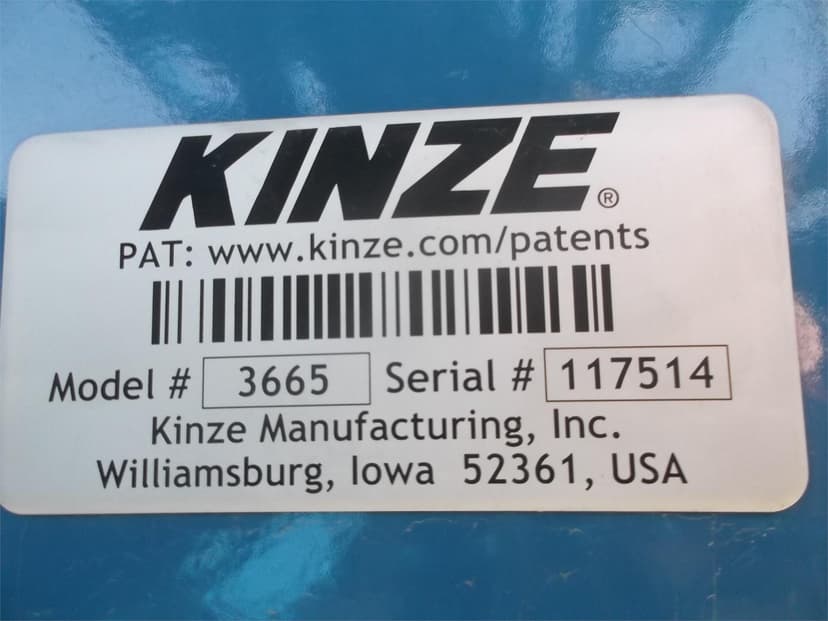 KINZE®
PAT: www.kinze.com/patents
Model # 3665 Serial # 117514
Kinze Manufacturing, Inc.
Williamsburg, Iowa 52361, USA